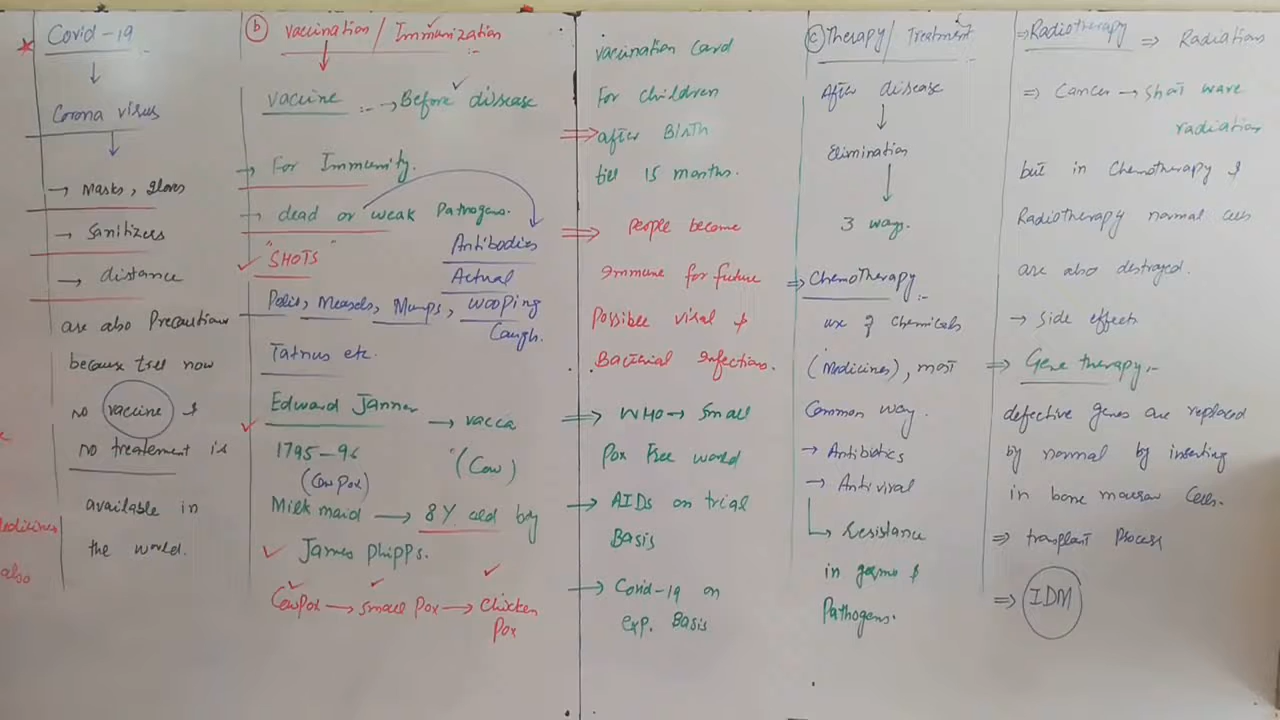 Covid-19
Corona virus
→ Masks, gloves
→ Sanitizers
→ distance
are also Precautions
because till now
no vaccine &
no treatement is
available in
the world.
Medicines
also
(b) vaccination / Immunization
vaccine :- → Before disease
→ For Immunity.
→ dead or weak Pathogens.
Antibodies
"SHOTS"
Actual
Polio, Measels, Mumps, wooping
Caugh.
Tatnus etc.
Edward Janner → vacca
1795-96 "(Cow)
(Cow pox)
Milk maid → 8 Y. old boy
James phipps.
Cowpox → small pox → Chicken
Pox
vaccination card
For children
⇒ after Birth
till 15 months.
⇒ People become
Immune for future
Possible viral &
Bacterial Infections.
⇒ WHO → Small
Pox Free world
→ AIDs on trial
Basis
→ Covid-19 on
exp. Basis
(c) Therapy / Treatment
After disease
Elimination
3 ways.
⇒ ChemoTherapy :-
use of Chemicals
(Medicines), most
Common way.
→ Antibiotics
→ Antiviral
Resistance
in germs &
Pathogens.
⇒ Radiotherapy ⇒ Radiations
⇒ Cancer → Shot wave
radiation
but in Chemotherapy &
Radiotherapy normal cells
are also destroyed.
→ Side effects
⇒ Gene therapy :-
defective genes are replaced
by normal by inserting
in bone mourow Cells.
⇒ transplant Process
⇒ IDM